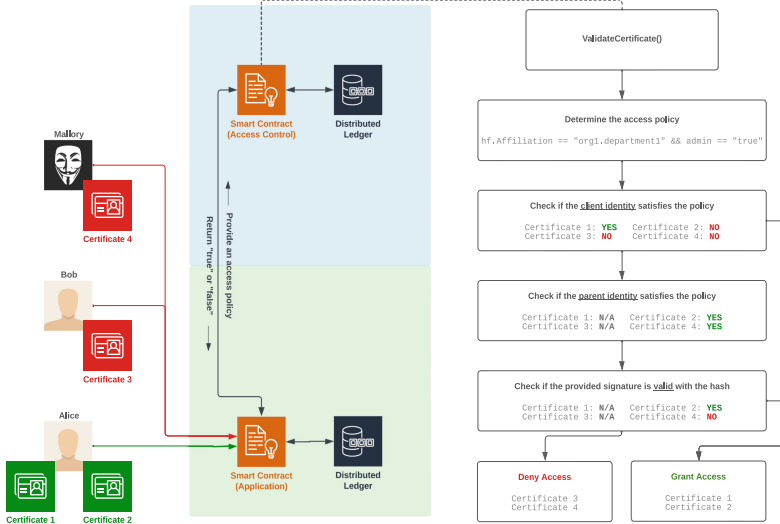 Mallory
Certificate 4
Bob
Certificate 3
Alice
Certificate 1
Certificate 2
Smart Contract
(Access Control)
Distributed
Ledger
Return "true" or "false"
Provide an access policy
Smart Contract
(Application)
Distributed
Ledger
ValidateCertificate()
Determine the access policy
hf.Affiliation == "org1.department1" && admin == "true"
Check if the client identity satisfies the policy
Certificate 1: YES Certificate 2: NO
Certificate 3: NO Certificate 4: NO
Check if the parent identity satisfies the policy
Certificate 1: N/A Certificate 2: YES
Certificate 3: N/A Certificate 4: YES
Check if the provided signature is valid with the hash
Certificate 1: N/A Certificate 2: YES
Certificate 3: N/A Certificate 4: NO
Deny Access
Certificate 3
Certificate 4
Grant Access
Certificate 1
Certificate 2